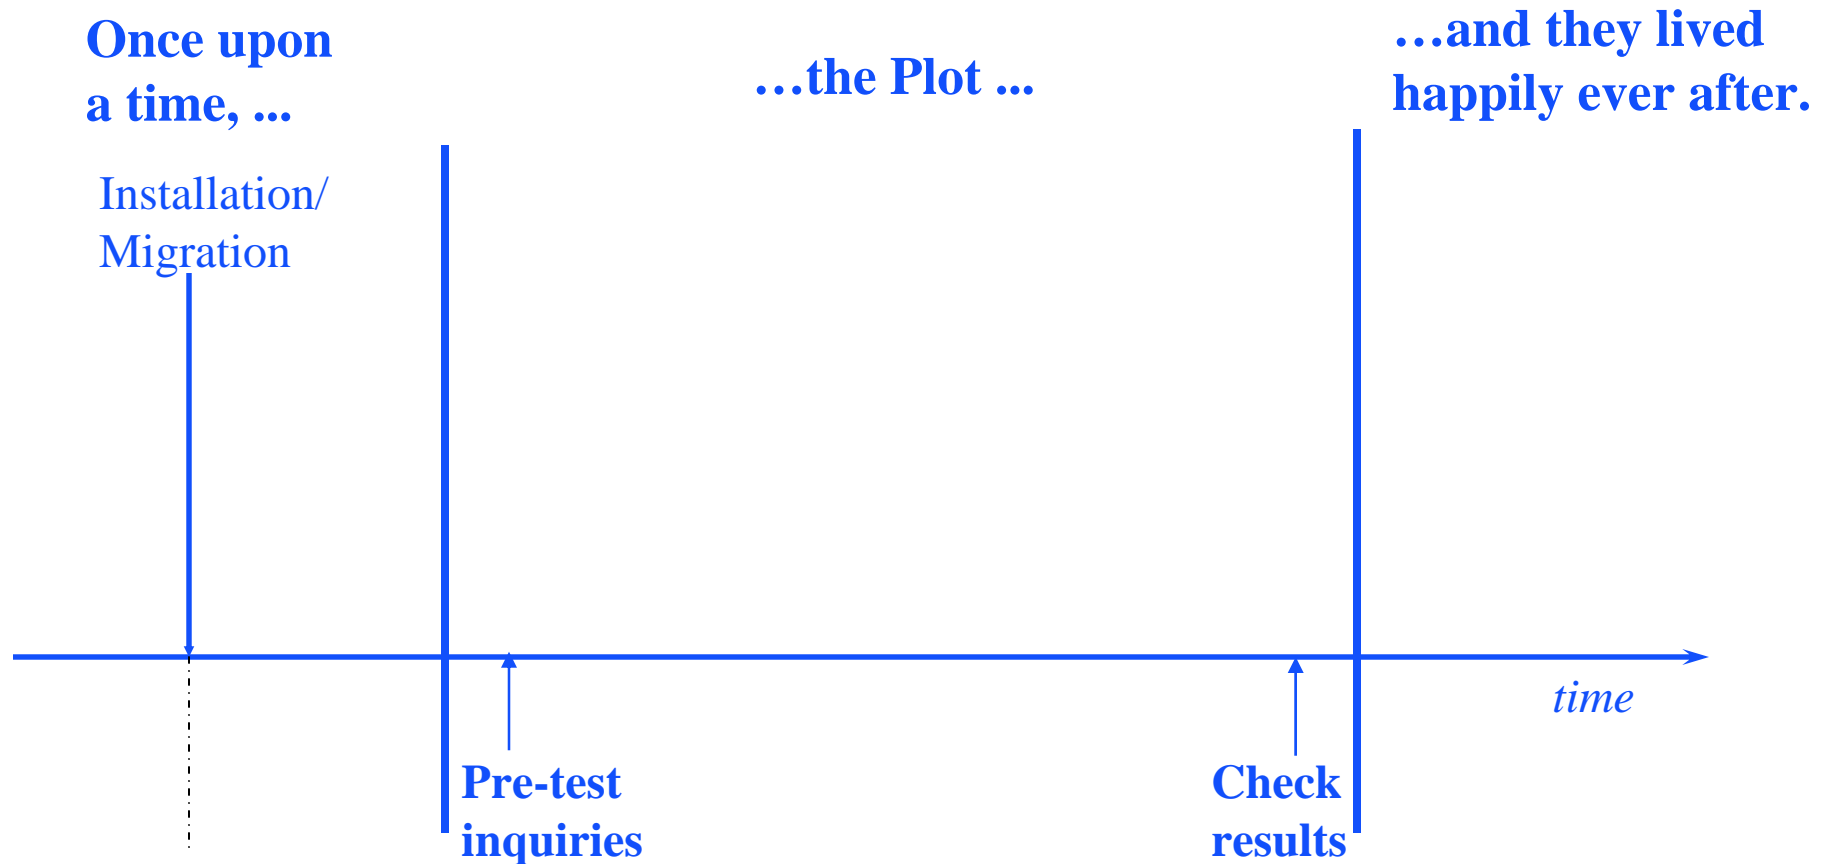 Once upon
a time, ...
…the Plot ...
…and they lived
happily ever after.
Installation/
Migration
time
Pre-test
inquiries
Check
results